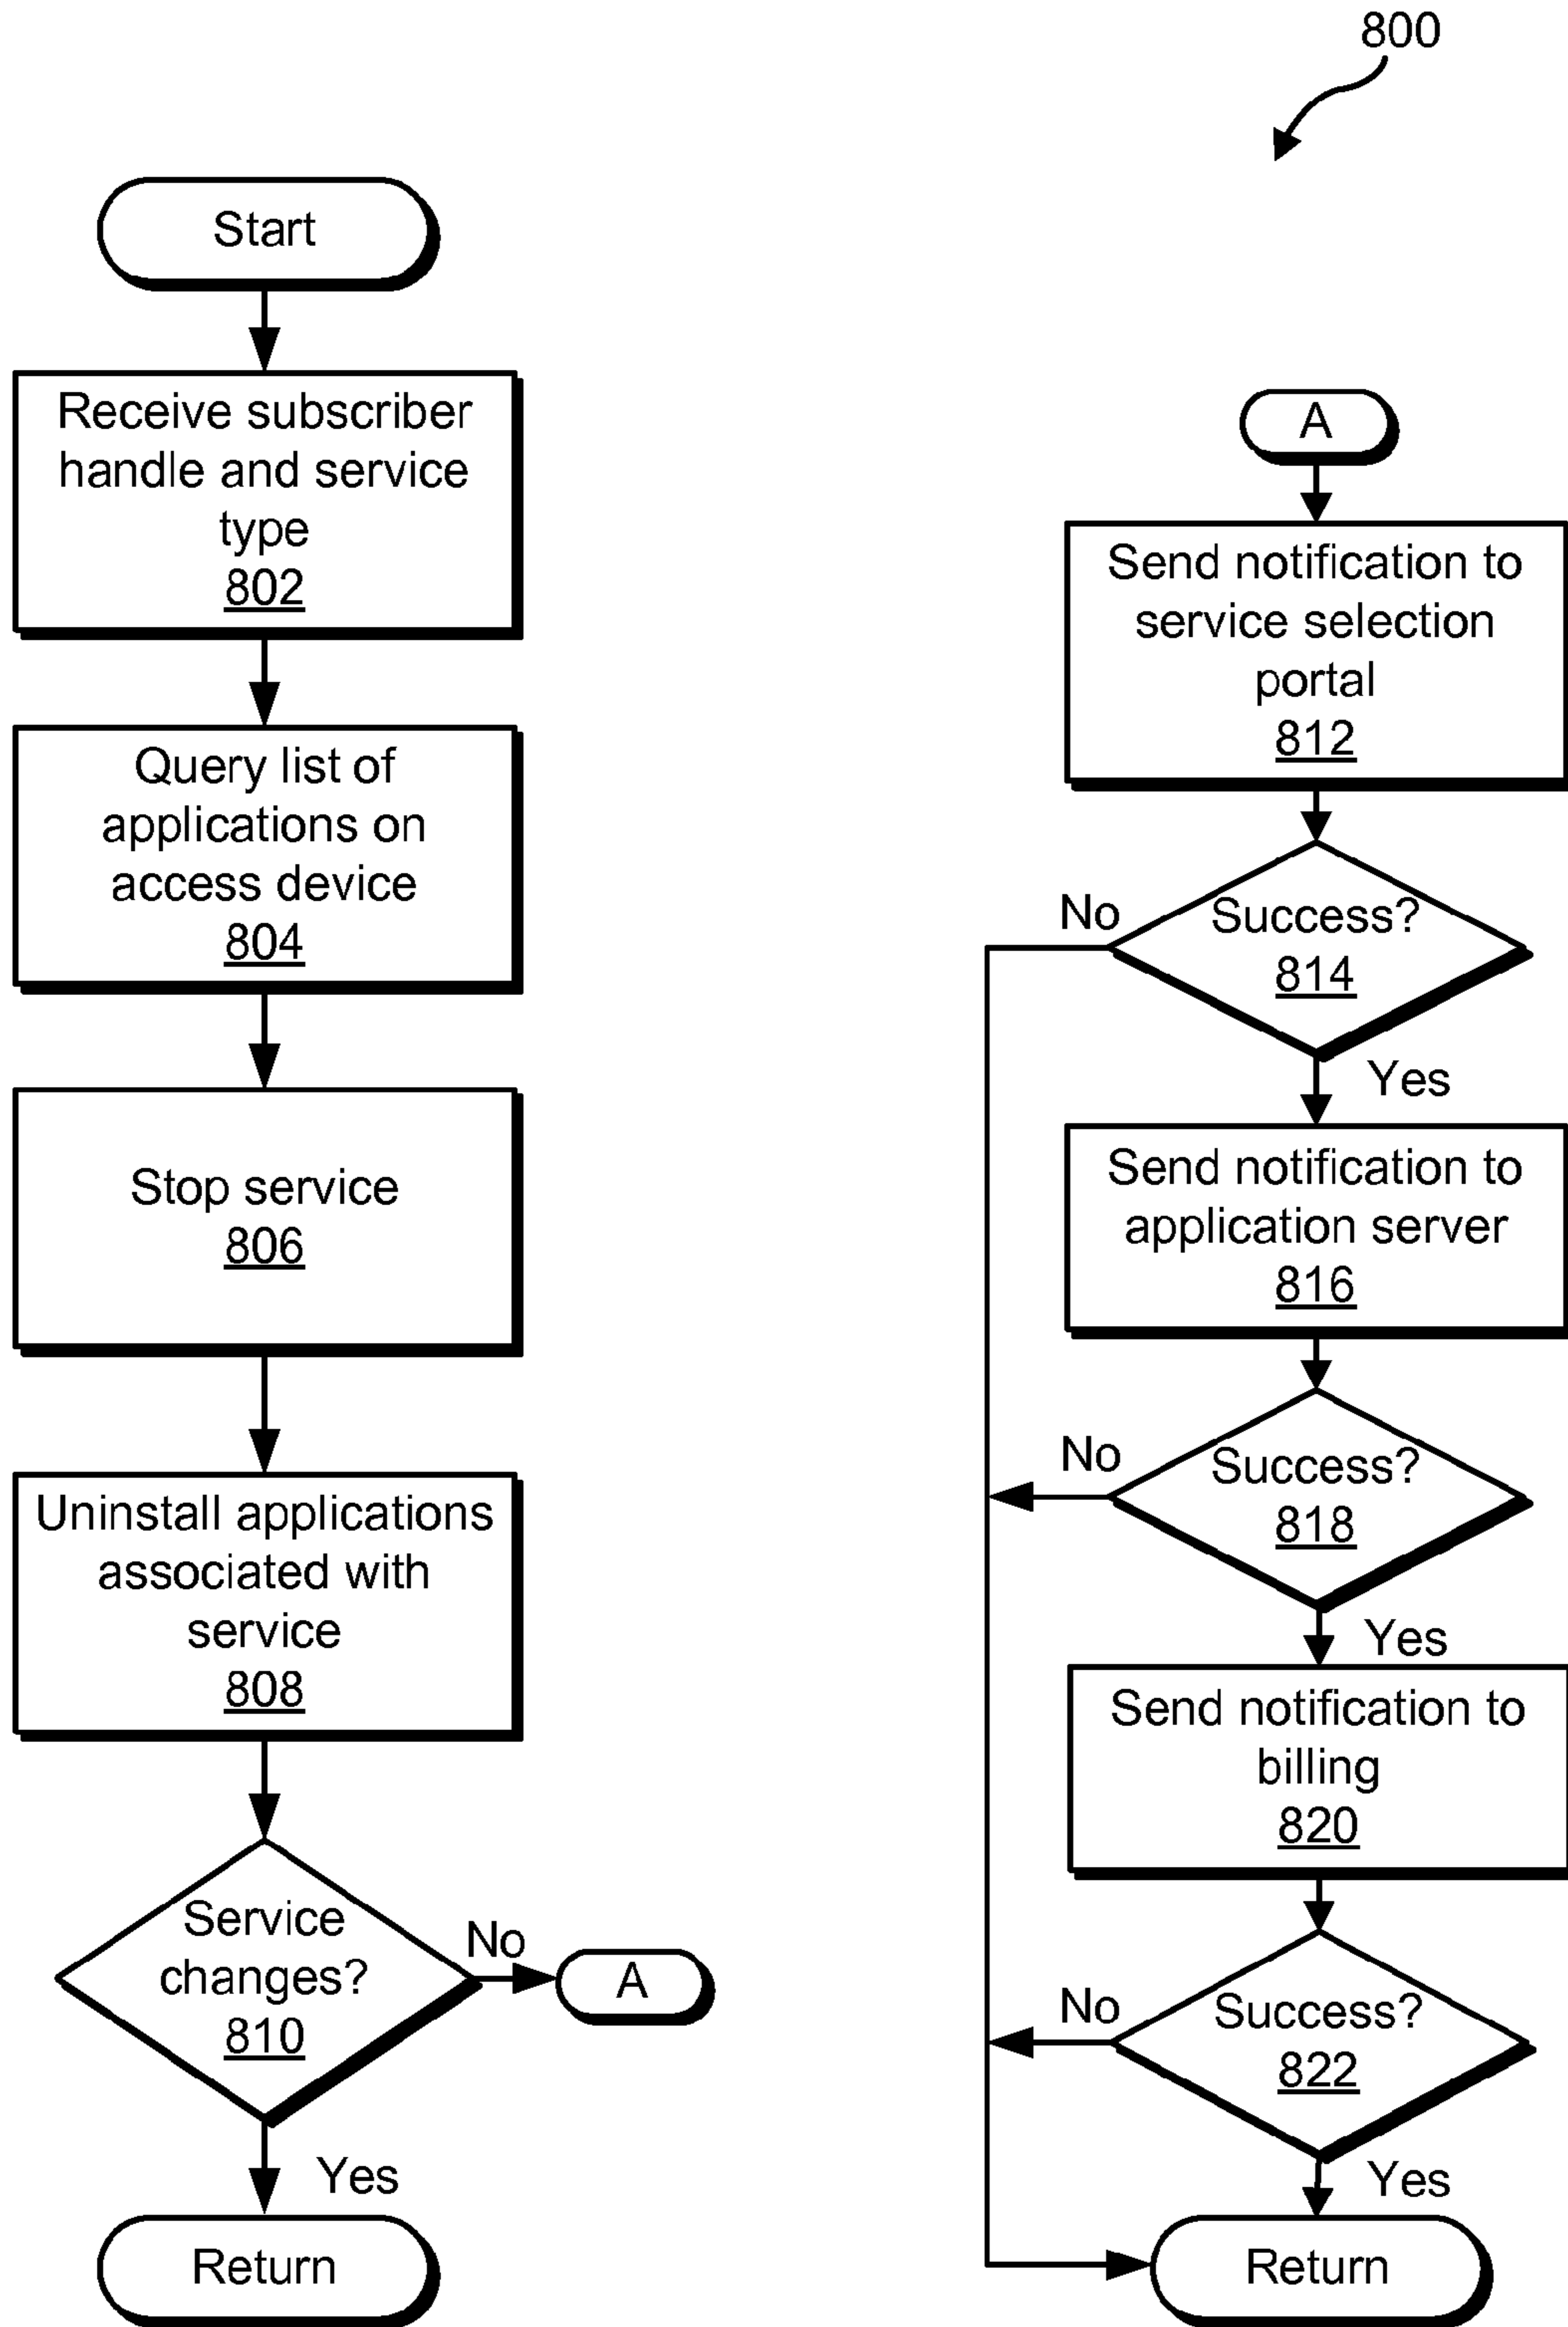 800
Start
Receive subscriber
handle and service
type
802
Query list of
applications on
access device
804
Stop service
806
Uninstall applications
associated with
service
808
Service
changes?
810
No
A
Yes
Return
A
Send notification to
service selection
portal
812
Success?
814
No
Yes
Send notification to
application server
816
Success?
818
No
Yes
Send notification to
billing
820
Success?
822
No
Yes
Return